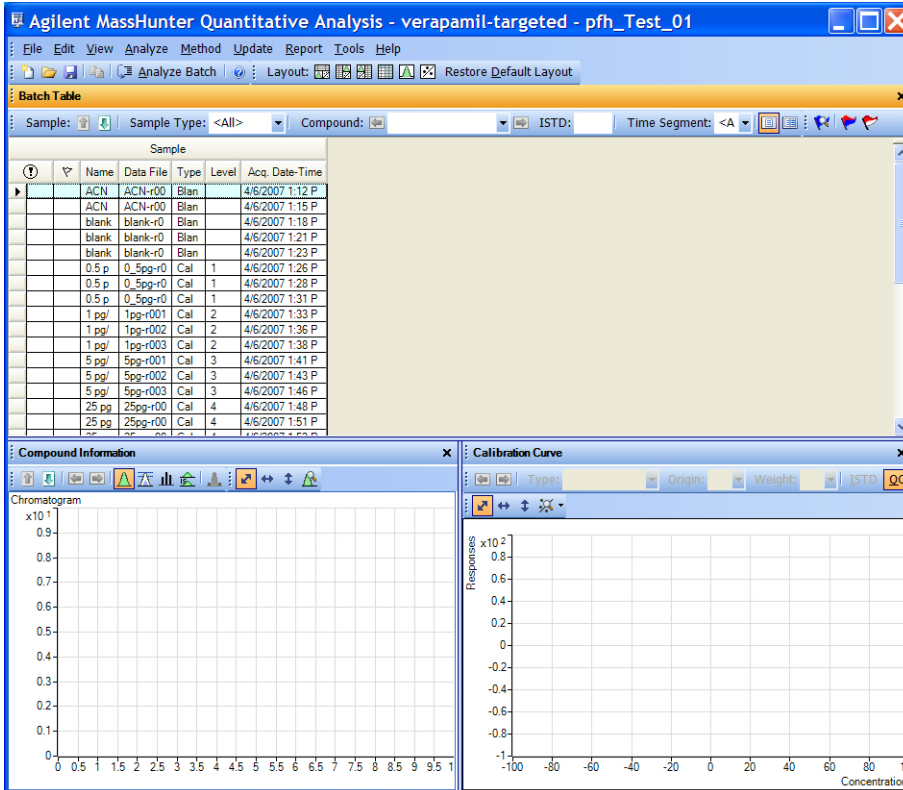 Agilent MassHunter Quantitative Analysis - verapamil-targeted - pfh_Test_01
File Edit View Analyze Method Update Report Tools Help
Analyze Batch Layout: Restore Default Layout
Batch Table
Sample: Sample Type: <All> Compound: ISTD: Time Segment: <A
Sample
Name Data File Type Level Acq. Date-Time
ACN ACN-r00 Blan 4/6/2007 1:12 P
ACN ACN-r00 Blan 4/6/2007 1:15 P
blank blank-r0 Blan 4/6/2007 1:18 P
blank blank-r0 Blan 4/6/2007 1:21 P
blank blank-r0 Blan 4/6/2007 1:23 P
0.5 p 0_5pg-r0 Cal 1 4/6/2007 1:26 P
0.5 p 0_5pg-r0 Cal 1 4/6/2007 1:28 P
0.5 p 0_5pg-r0 Cal 1 4/6/2007 1:31 P
1 pg/ 1pg-r001 Cal 2 4/6/2007 1:33 P
1 pg/ 1pg-r002 Cal 2 4/6/2007 1:36 P
1 pg/ 1pg-r003 Cal 2 4/6/2007 1:38 P
5 pg/ 5pg-r001 Cal 3 4/6/2007 1:41 P
5 pg/ 5pg-r002 Cal 3 4/6/2007 1:43 P
5 pg/ 5pg-r003 Cal 3 4/6/2007 1:46 P
25 pg 25pg-r00 Cal 4 4/6/2007 1:48 P
25 pg 25pg-r00 Cal 4 4/6/2007 1:51 P
Compound Information
Chromatogram
x10 1
0.9
0.8
0.7
0.6
0.5
0.4
0.3
0.2
0.1
0
0 0.5 1 1.5 2 2.5 3 3.5 4 4.5 5 5.5 6 6.5 7 7.5 8 8.5 9 9.5 1
Calibration Curve
Type: Origin: Weight: ISTD QC
Responses
x10 2
0.8
0.6
0.4
0.2
0
-0.2
-0.4
-0.6
-0.8
-1
-100 -80 -60 -40 -20 0 20 40 60 80 1
Concentration